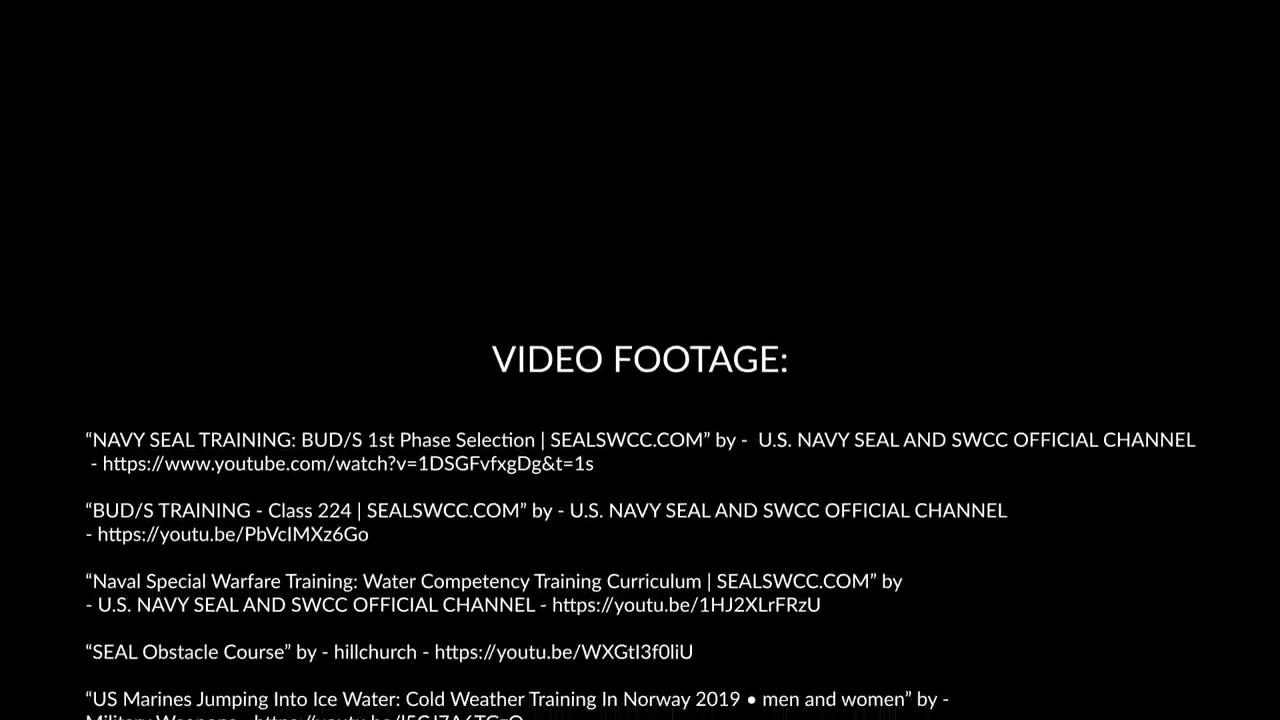 VIDEO FOOTAGE:
“NAVY SEAL TRAINING: BUD/S 1st Phase Selection | SEALSWCC.COM” by - U.S. NAVY SEAL AND SWCC OFFICIAL CHANNEL
- https://www.youtube.com/watch?v=1DSGFvfxgDg&t=1s
“BUD/S TRAINING - Class 224 | SEALSWCC.COM” by - U.S. NAVY SEAL AND SWCC OFFICIAL CHANNEL
- https://youtu.be/PbVcIMXz6Go
“Naval Special Warfare Training: Water Competency Training Curriculum | SEALSWCC.COM” by
- U.S. NAVY SEAL AND SWCC OFFICIAL CHANNEL - https://youtu.be/1HJ2XLrFRzU
“SEAL Obstacle Course” by - hillchurch - https://youtu.be/WXGtI3f0liU
“US Marines Jumping Into Ice Water: Cold Weather Training In Norway 2019 • men and women” by -
Military Weapons -